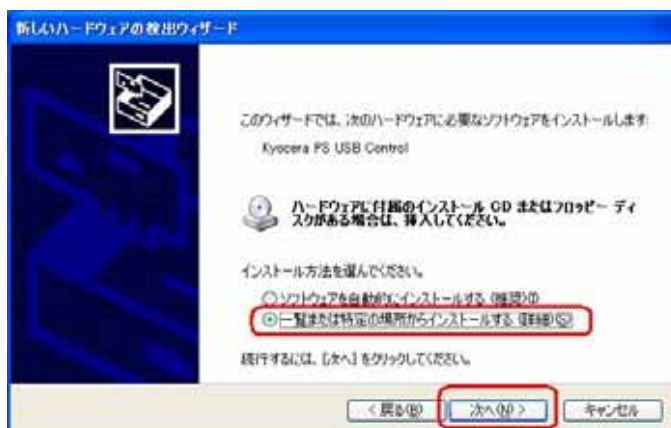 新しいハードウェアの検出ウィザード
このウィザードでは、次のハードウェアに必要なソフトウェアをインストールします:
Kyocera PS USB Control
ハードウェアに付属のインストール CD またはフロッピー ディ
スクがある場合は、挿入してください。
インストール方法を選んでください。
ソフトウェアを自動的にインストールする (推奨)(I)
一覧または特定の場所からインストールする (詳細)(S)
続行するには、[次へ] をクリックしてください。
< 戻る(B) 次へ(N) > キャンセル